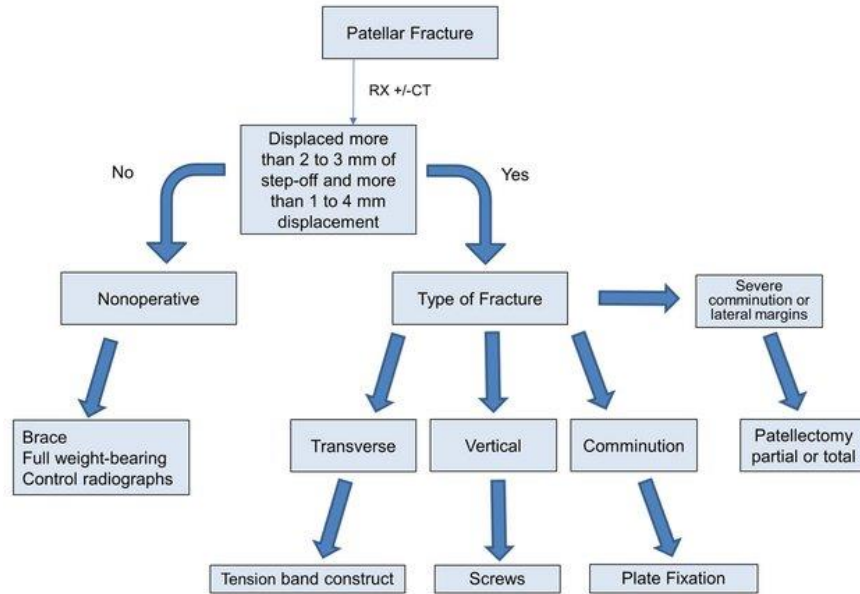 Patellar Fracture
RX +/-CT
Displaced more
than 2 to 3 mm of
step-off and more
than 1 to 4 mm
displacement
No
Yes
Nonoperative
Type of Fracture
Severe
comminution or
lateral margins
Brace
Full weight-bearing
Control radiographs
Transverse
Vertical
Comminution
Patellectomy
partial or total
Tension band construct
Screws
Plate Fixation